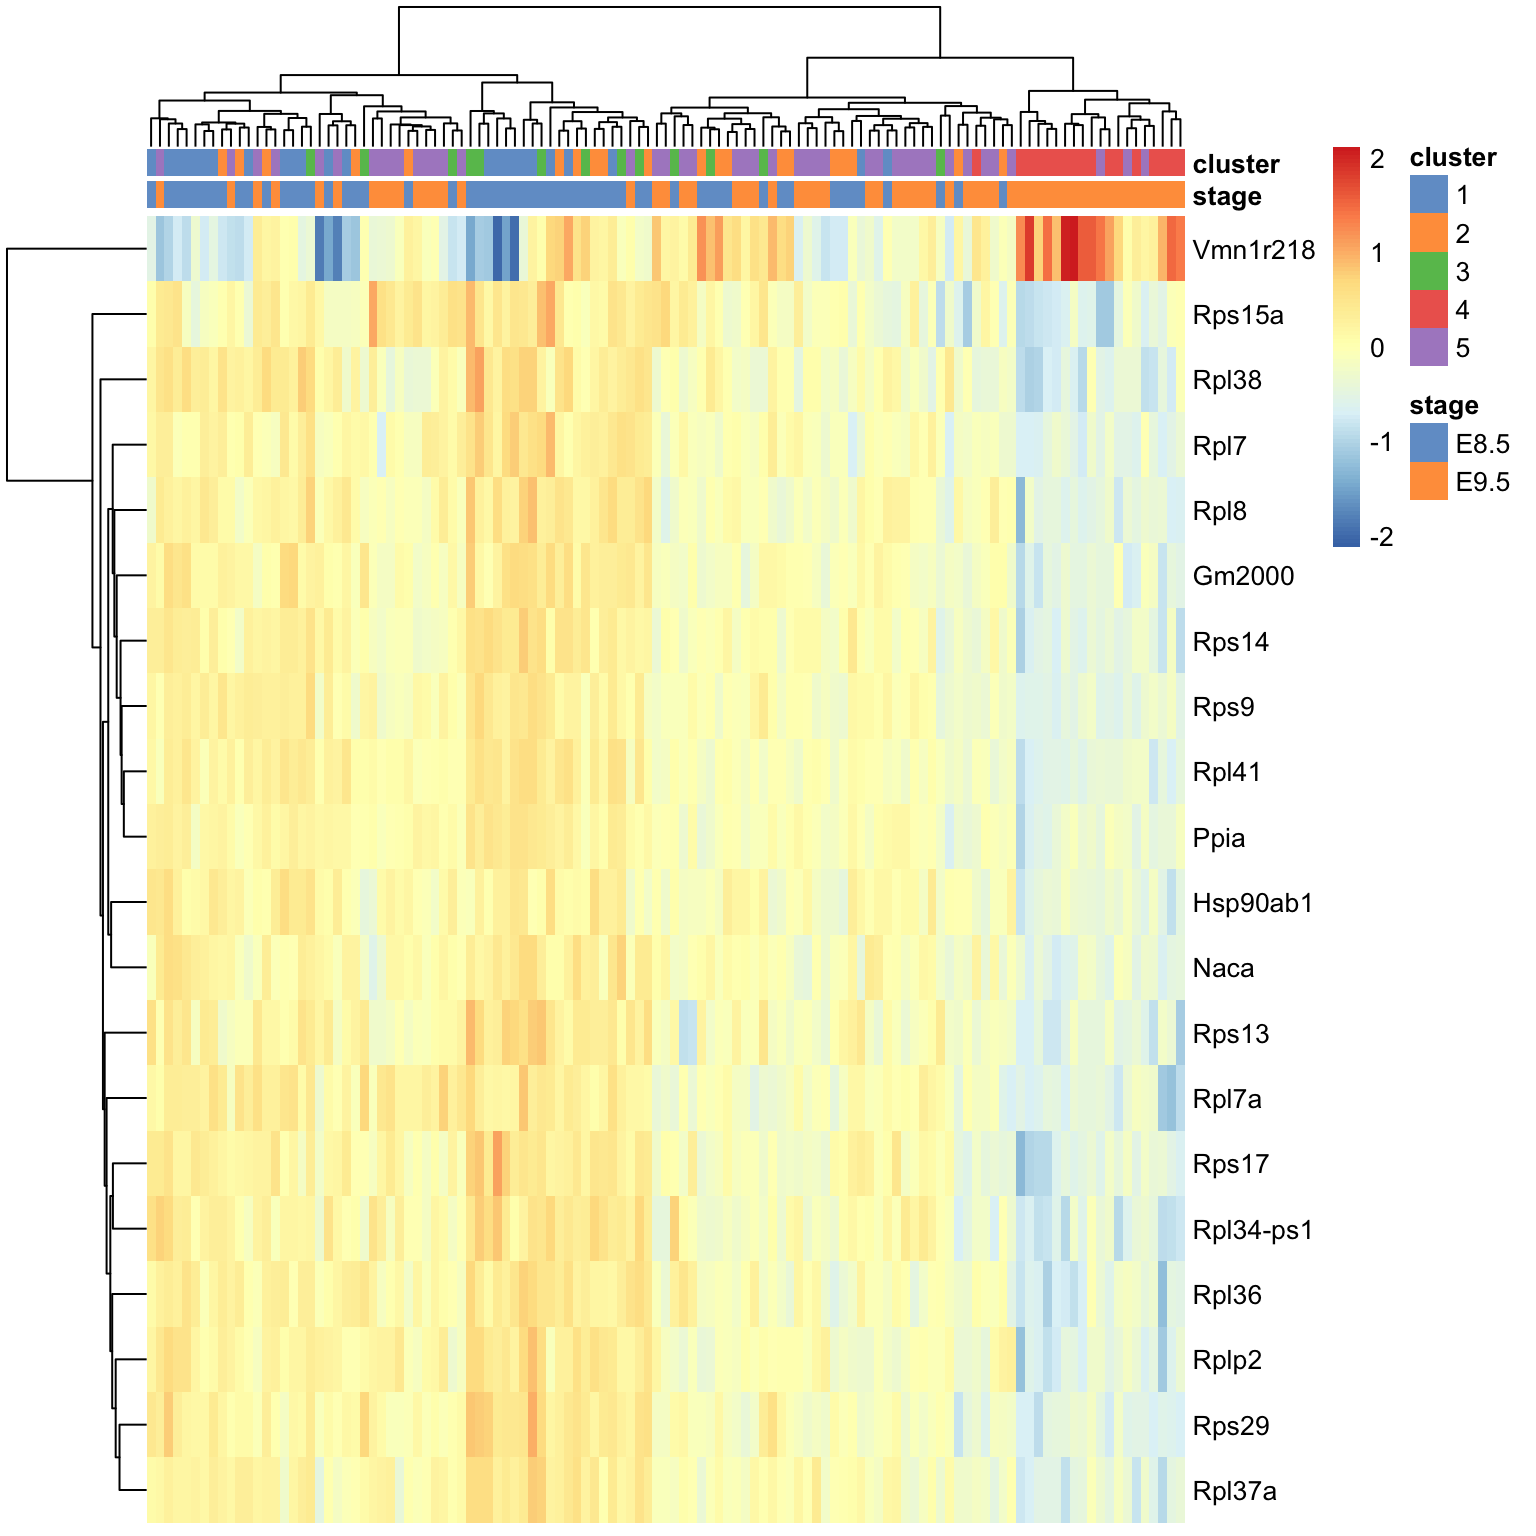 cluster
stage
Vmn1r218
Rps15a
Rpl38
Rpl7
Rpl8
Gm2000
Rps14
Rps9
Rpl41
Ppia
Hsp90ab1
Naca
Rps13
Rpl7a
Rps17
Rpl34-ps1
Rpl36
Rplp2
Rps29
Rpl37a
2
1
0
-1
-2
cluster
1
2
3
4
5
stage
E8.5
E9.5